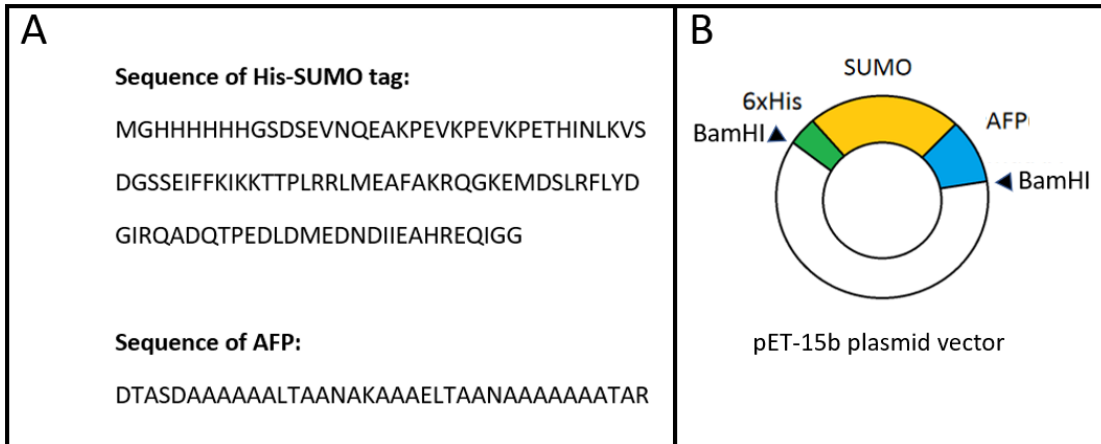 A
Sequence of His-SUMO tag:
MGHHHHHHGSDSEVNQEAKPEVKPEVKPETHINLKVS
DGSSEIFFKIKKTTPLRRLMEAFAKRQGKEMDSLRFLYD
GIRQADQTPEDLDMEDNDIIEAHREQIGG
Sequence of AFP:
DTASDAAAAAALTAANAKAAAELTAANAAAAAAATAR
B
SUMO
6xHis
AFP
BamHI
BamHI
pET-15b plasmid vector